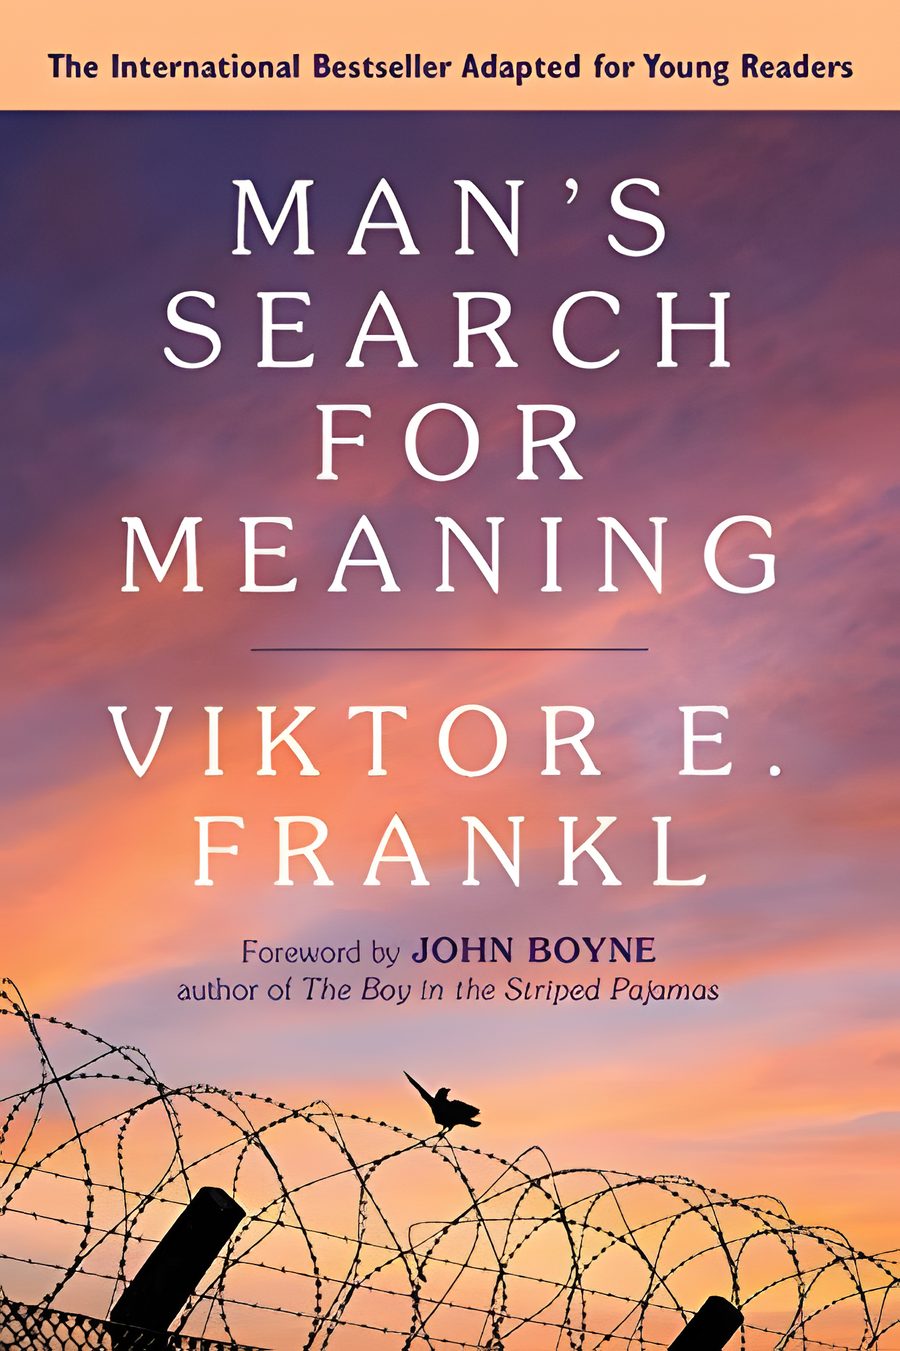 The International Bestseller Adapted for Young Readers
MAN'S
SEARCH
FOR
MEANING
VIKTOR E.
FRANKL
Foreword by JOHN BOYNE
author of The Boy in the Striped Pajamas